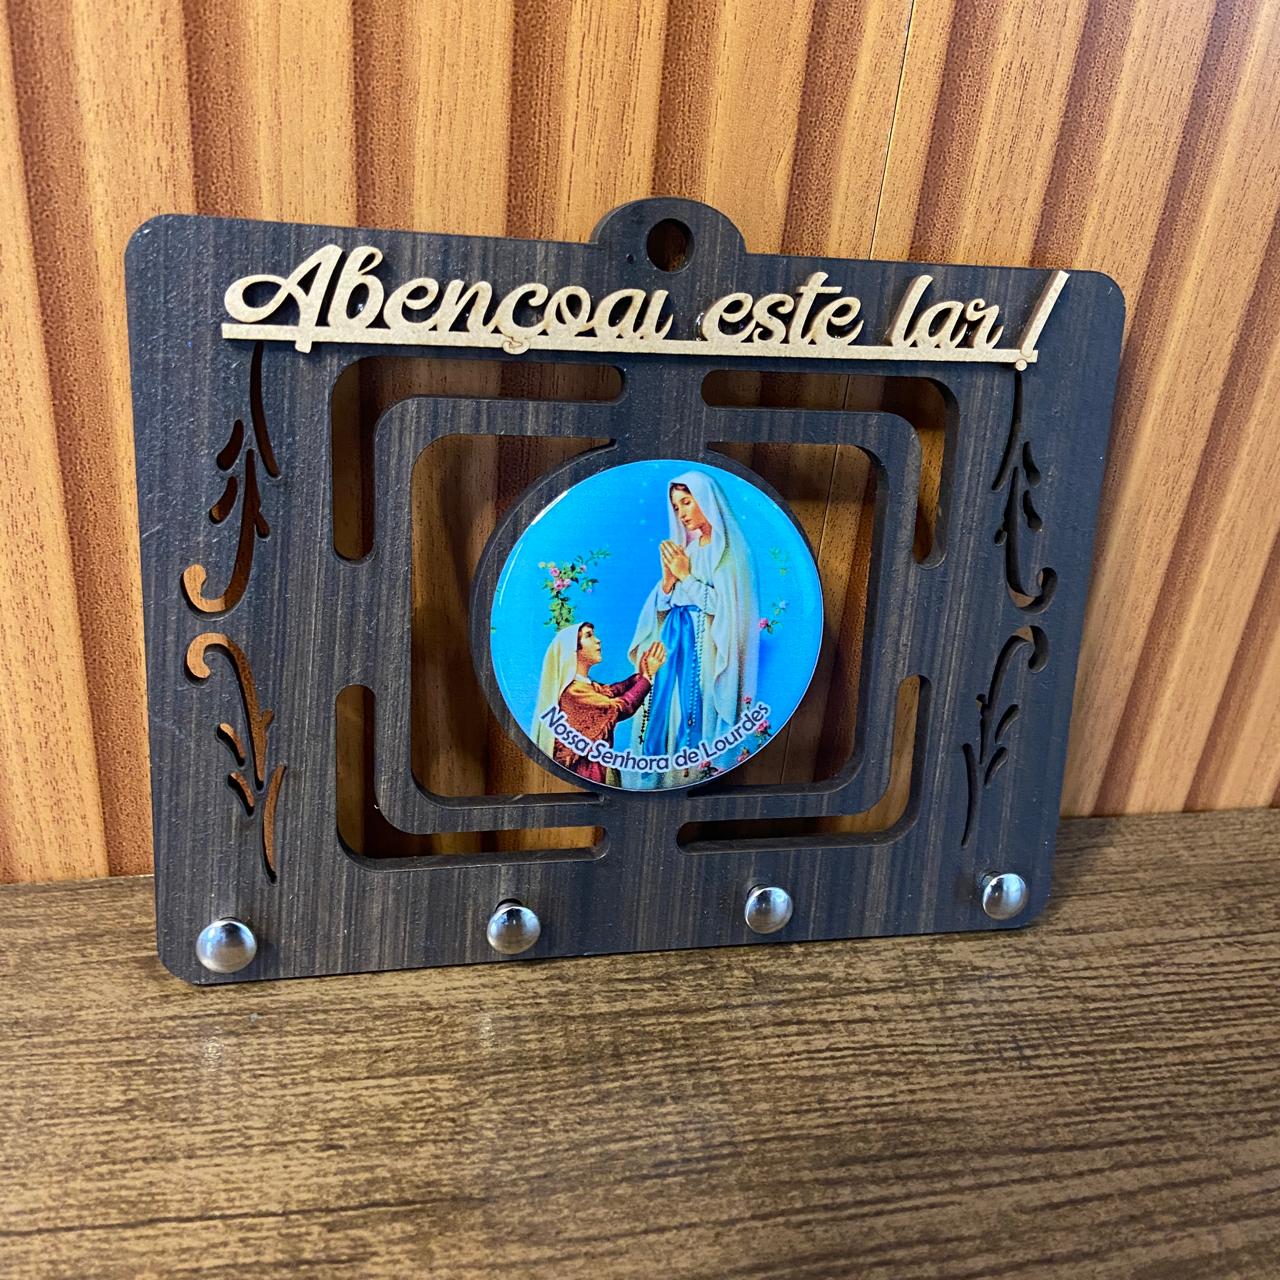 Abençoai este lar!
Nossa Senhora de Lourdes